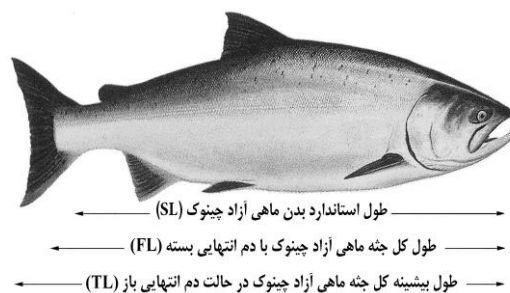 طول استاندارد بدن ماهی آزاد چینوک (SL)
طول کل جثه ماهی آزاد چینوک با دم انتهایی بسته (FL)
طول بیشینه کل جثه ماهی آزاد چینوک در حالت دم انتهایی باز (TL)